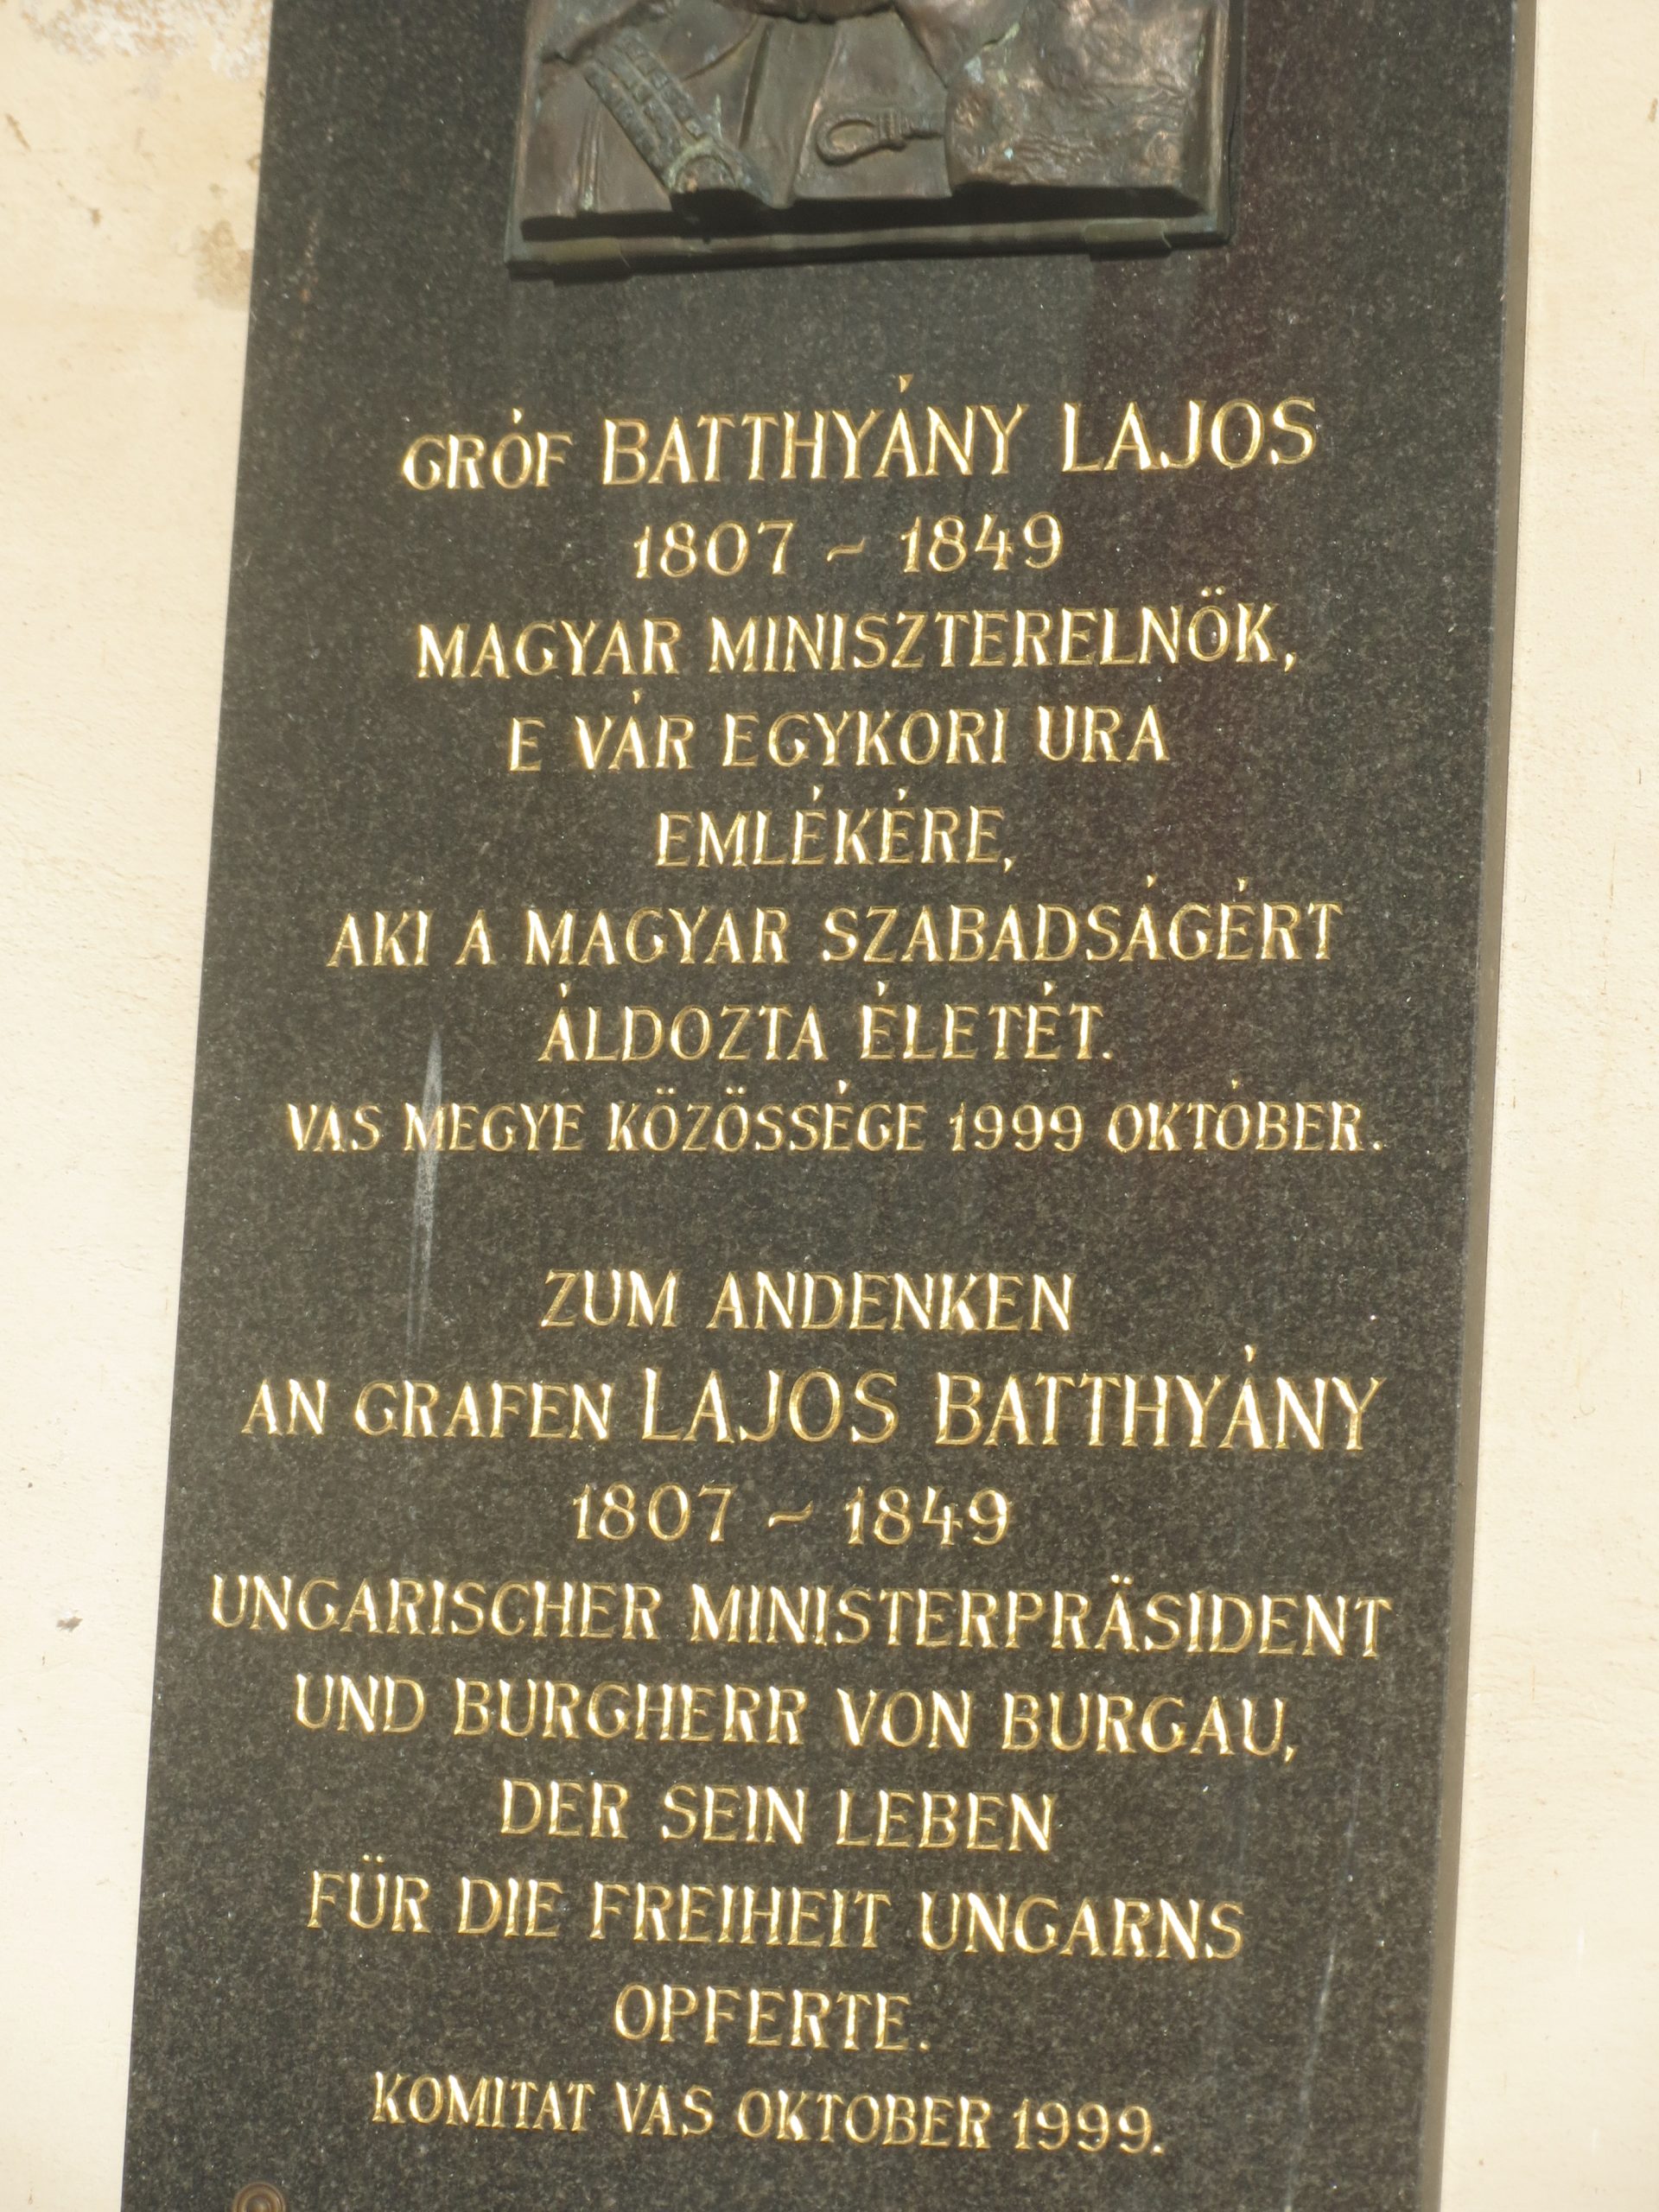 GRÓF BATTHYÁNY LAJOS
1807 ~ 1849
MAGYAR MINISZTERELNÖK,
E VÁR EGYKORI URA
EMLÉKÉRE,
AKI A MAGYAR SZABADSÁGÉRT
ÁLDOZTA ÉLETÉT.
VAS MEGYE KÖZÖSSÉGE 1999 OKTÓBER.
ZUM ANDENKEN
AN GRAFEN LAJOS BATTHYÁNY
1807 ~ 1849
UNGARISCHER MINISTERPRÄSIDENT
UND BURGHERR VON BURGAU,
DER SEIN LEBEN
FÜR DIE FREIHEIT UNGARNS
OPFERTE.
KOMITAT VAS OKTOBER 1999.